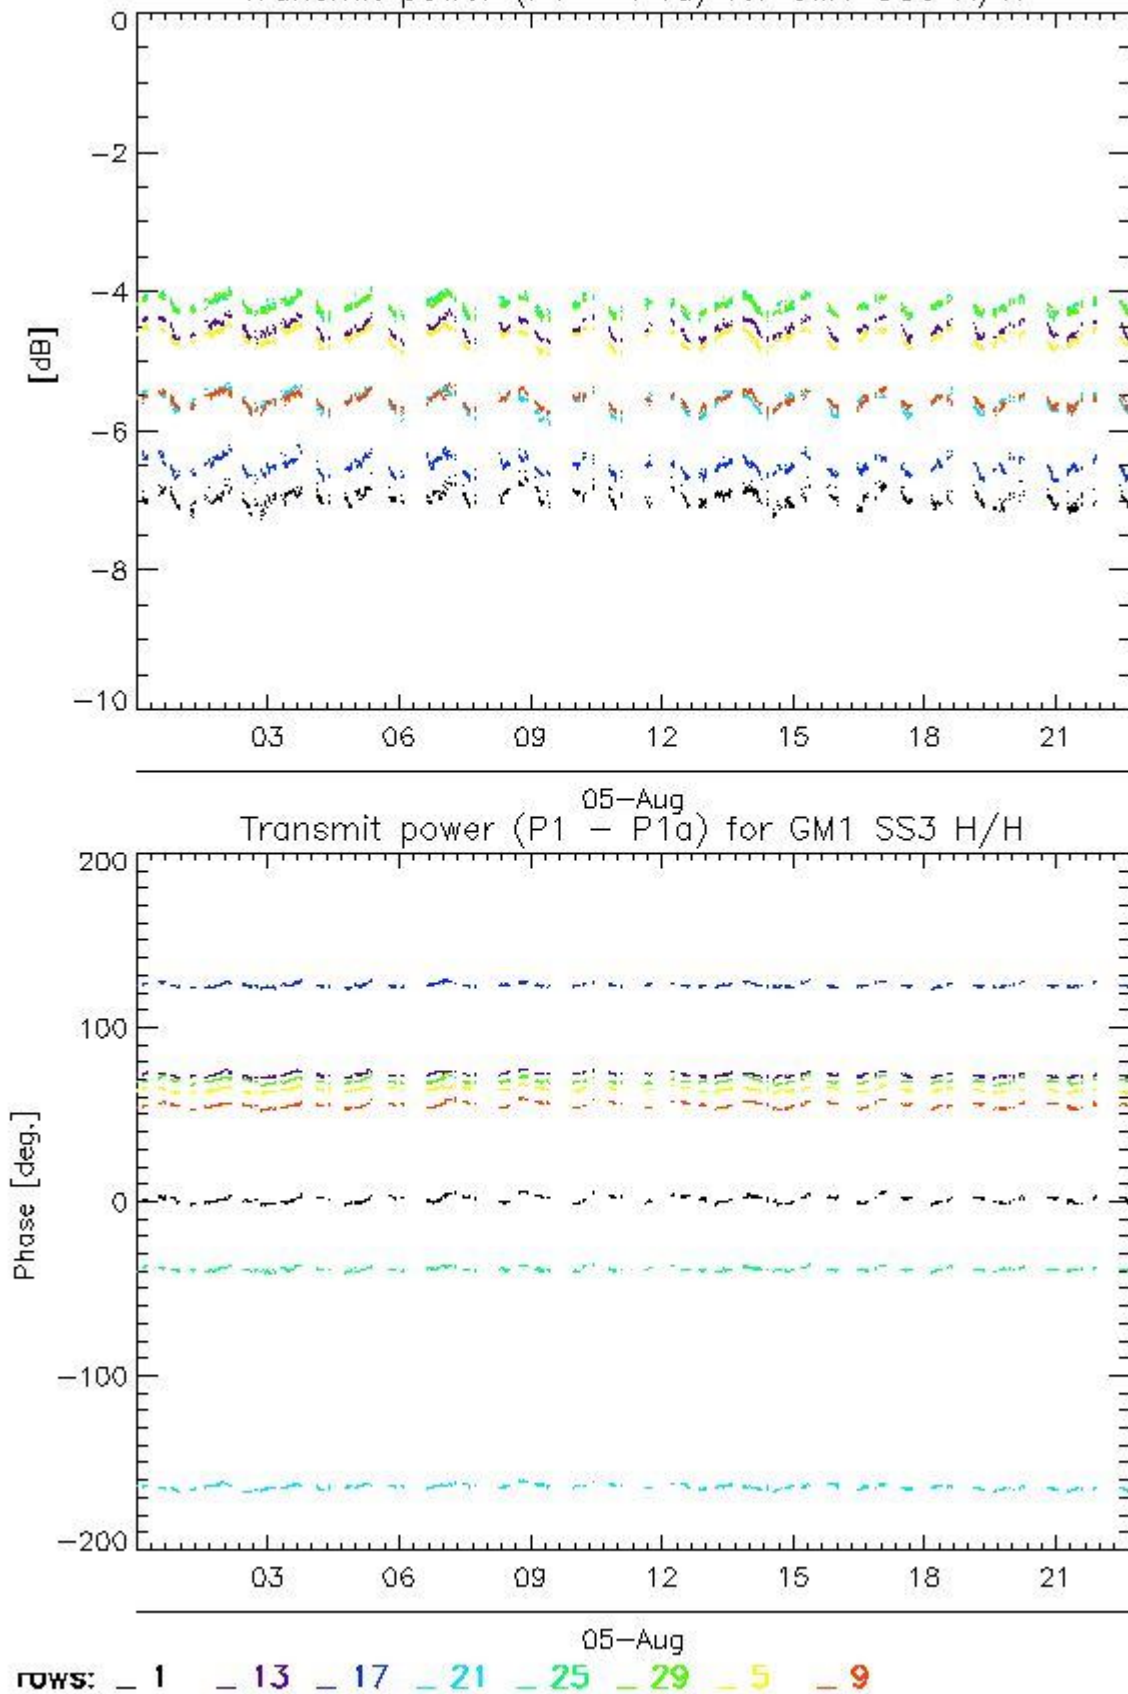 0
−2
−4
[dB]
−6
−8
−10
03 06 09 12 15 18 21
05−Aug
Transmit power (P1 − P1a) for GM1 SS3 H/H
200
100
Phase [deg.]
0
−100
−200
03 06 09 12 15 18 21
05−Aug
rows: _ 1 _ 13 _ 17 _ 21 _ 25 _ 29 _ 5 _ 9